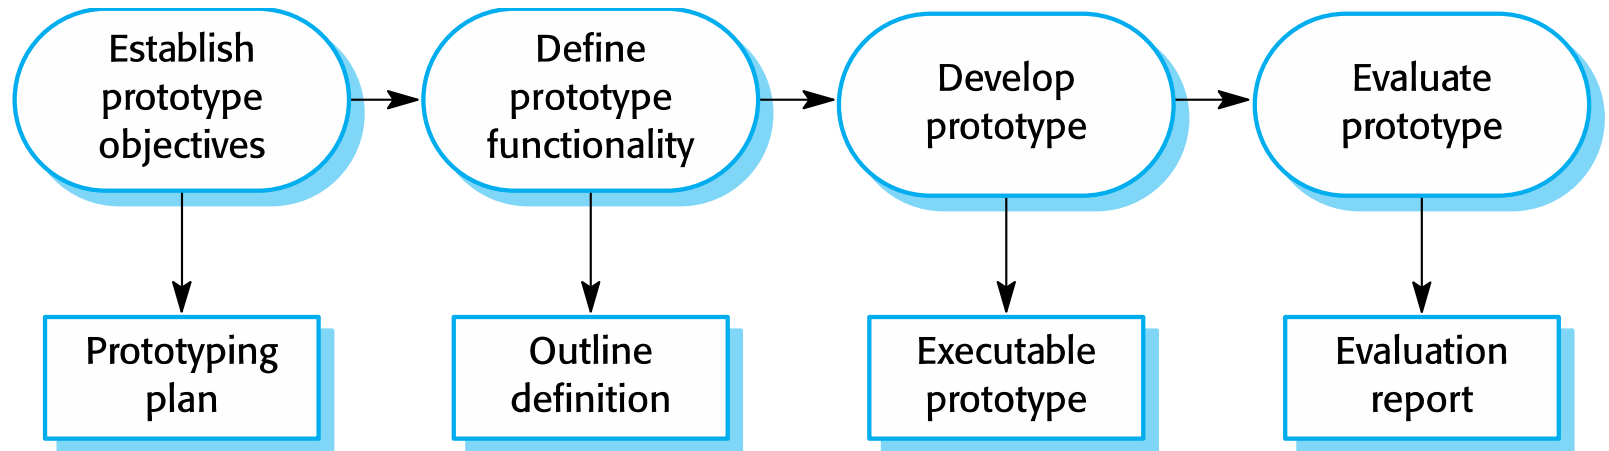 Establish
prototype
objectives
Define
prototype
functionality
Develop
prototype
Evaluate
prototype
Prototyping
plan
Outline
definition
Executable
prototype
Evaluation
report